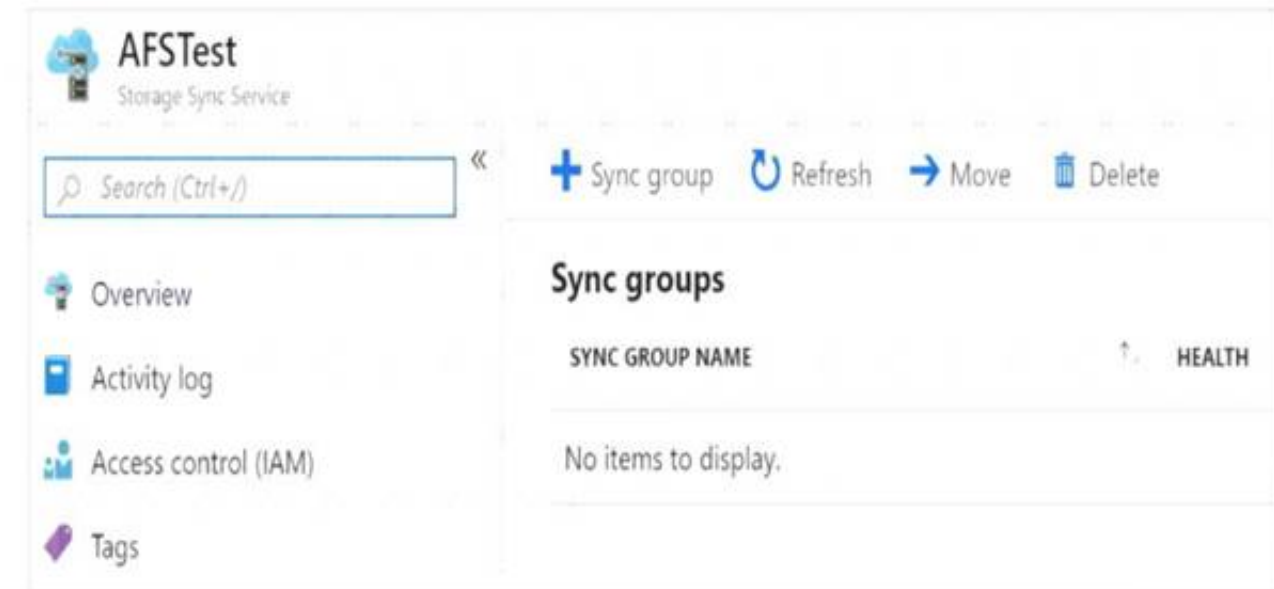 AFSTest
Storage Sync Service
Search (Ctrl+/)
«
Sync group Refresh Move Delete
Overview
Activity log
Access control (IAM)
Tags
Sync groups
SYNC GROUP NAME HEALTH
No items to display.